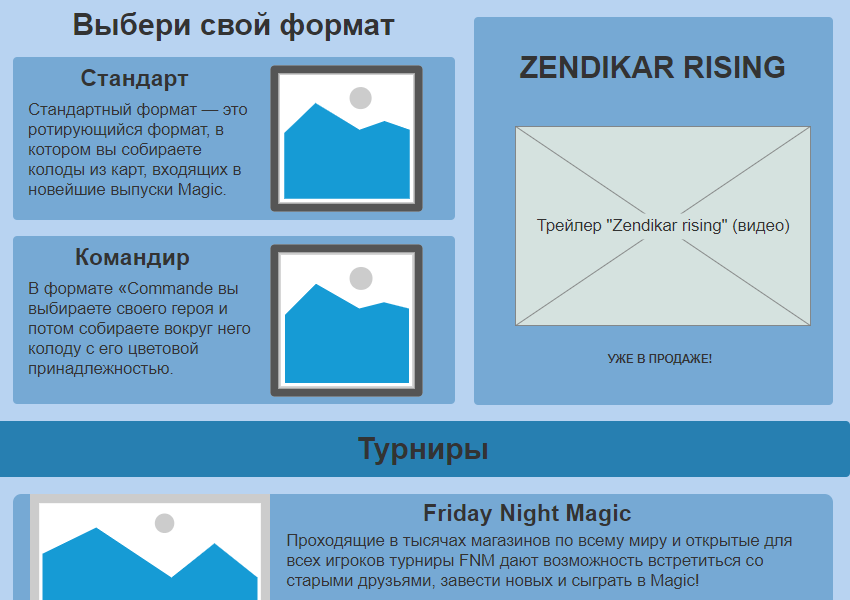 Выбери свой формат
Стандарт
Стандартный формат — это
ротирующийся формат, в
котором вы собираете
колоды из карт, входящих в
новейшие выпуски Magic.
Командир
В формате «Commande вы
выбираете своего героя и
потом собираете вокруг него
колоду с его цветовой
принадлежностью.
ZENDIKAR RISING
Трейлер "Zendikar rising" (видео)
УЖЕ В ПРОДАЖЕ!
Турниры
Friday Night Magic
Проходящие в тысячах магазинов по всему миру и открытые для
всех игроков турниры FNM дают возможность встретиться со
старыми друзьями, завести новых и сыграть в Magic!